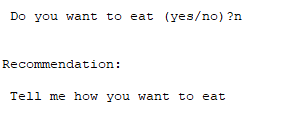 Do you want to eat (yes/no)?n
Recommendation:
Tell me how you want to eat